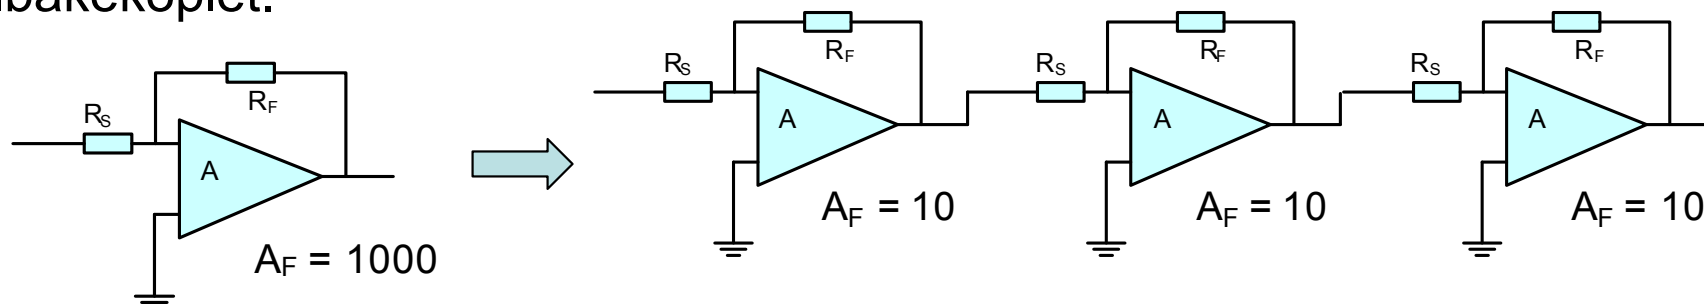 R_F R_F R_F
R_S R_S R_S
R_F
R_S
A A A
A
A_F = 10 A_F = 10 A_F = 10
A_F = 1000